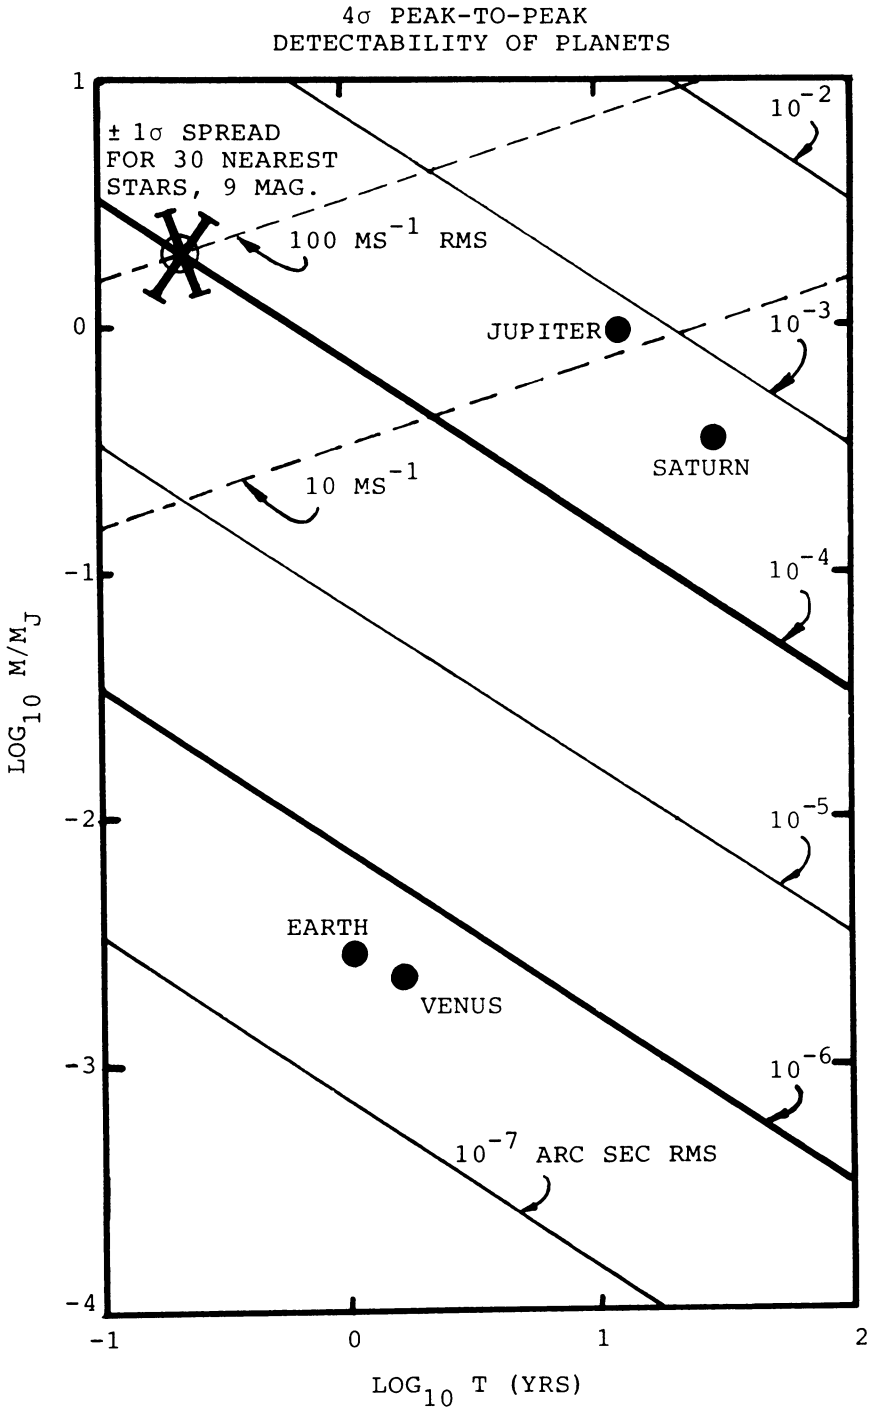 4σ PEAK-TO-PEAK
DETECTABILITY OF PLANETS
1
10⁻²
± 1σ SPREAD
FOR 30 NEAREST
STARS, 9 MAG.
100 MS⁻¹ RMS
0
JUPITER
10⁻³
SATURN
10 MS⁻¹
-1
10⁻⁴
LOG₁₀ M/M_J
-2
10⁻⁵
EARTH
VENUS
-3
10⁻⁶
10⁻⁷ ARC SEC RMS
-4
-1 0 1 2
LOG₁₀ T (YRS)